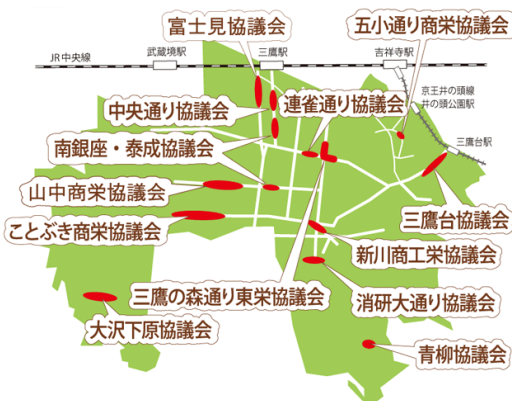 富士見協議会
五小通り商栄協議会
JR中央線
武蔵境駅
三鷹駅
吉祥寺駅
京王井の頭線
井の頭公園駅
中央通り協議会
連雀通り協議会
三鷹台駅
南銀座・泰成協議会
山中商栄協議会
三鷹台協議会
ことぶき商栄協議会
新川商工栄協議会
三鷹の森通り東栄協議会
消研大通り協議会
大沢下原協議会
青柳協議会